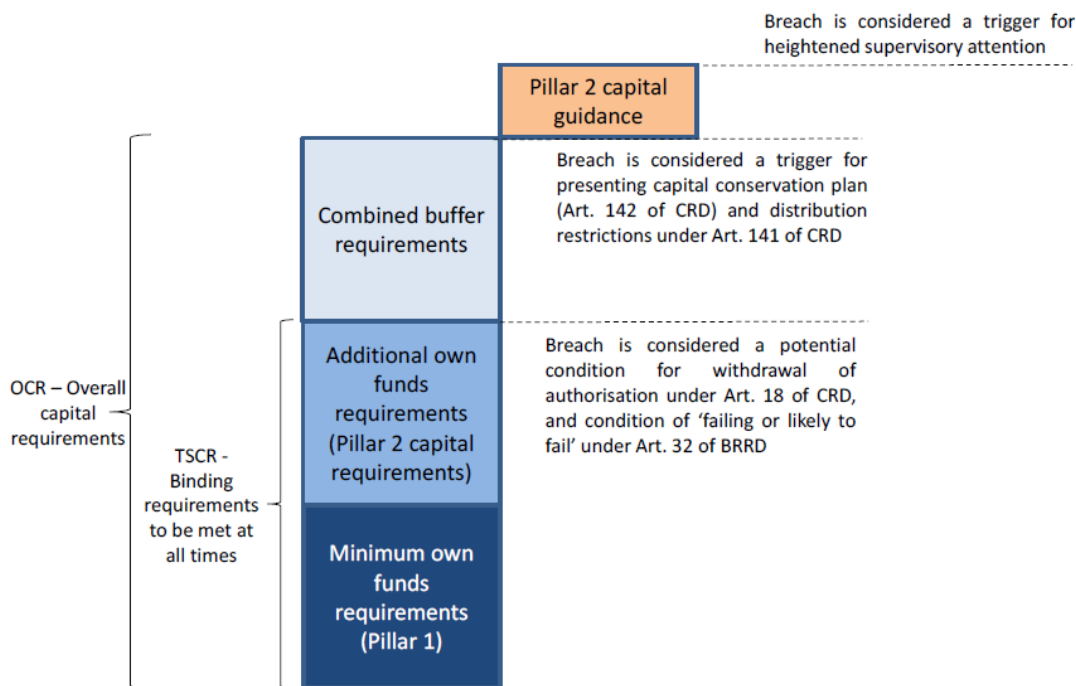 Breach is considered a trigger for
heightened supervisory attention
Pillar 2 capital
guidance
Breach is considered a trigger for
presenting capital conservation plan
(Art. 142 of CRD) and distribution
restrictions under Art. 141 of CRD
Combined buffer
requirements
Additional own
funds
requirements
(Pillar 2 capital
requirements)
Breach is considered a potential
condition for withdrawal of
authorisation under Art. 18 of CRD,
and condition of ‘failing or likely to
fail’ under Art. 32 of BRRD
OCR – Overall
capital
requirements
TSCR -
Binding
requirements
to be met at
all times
Minimum own
funds
requirements
(Pillar 1)